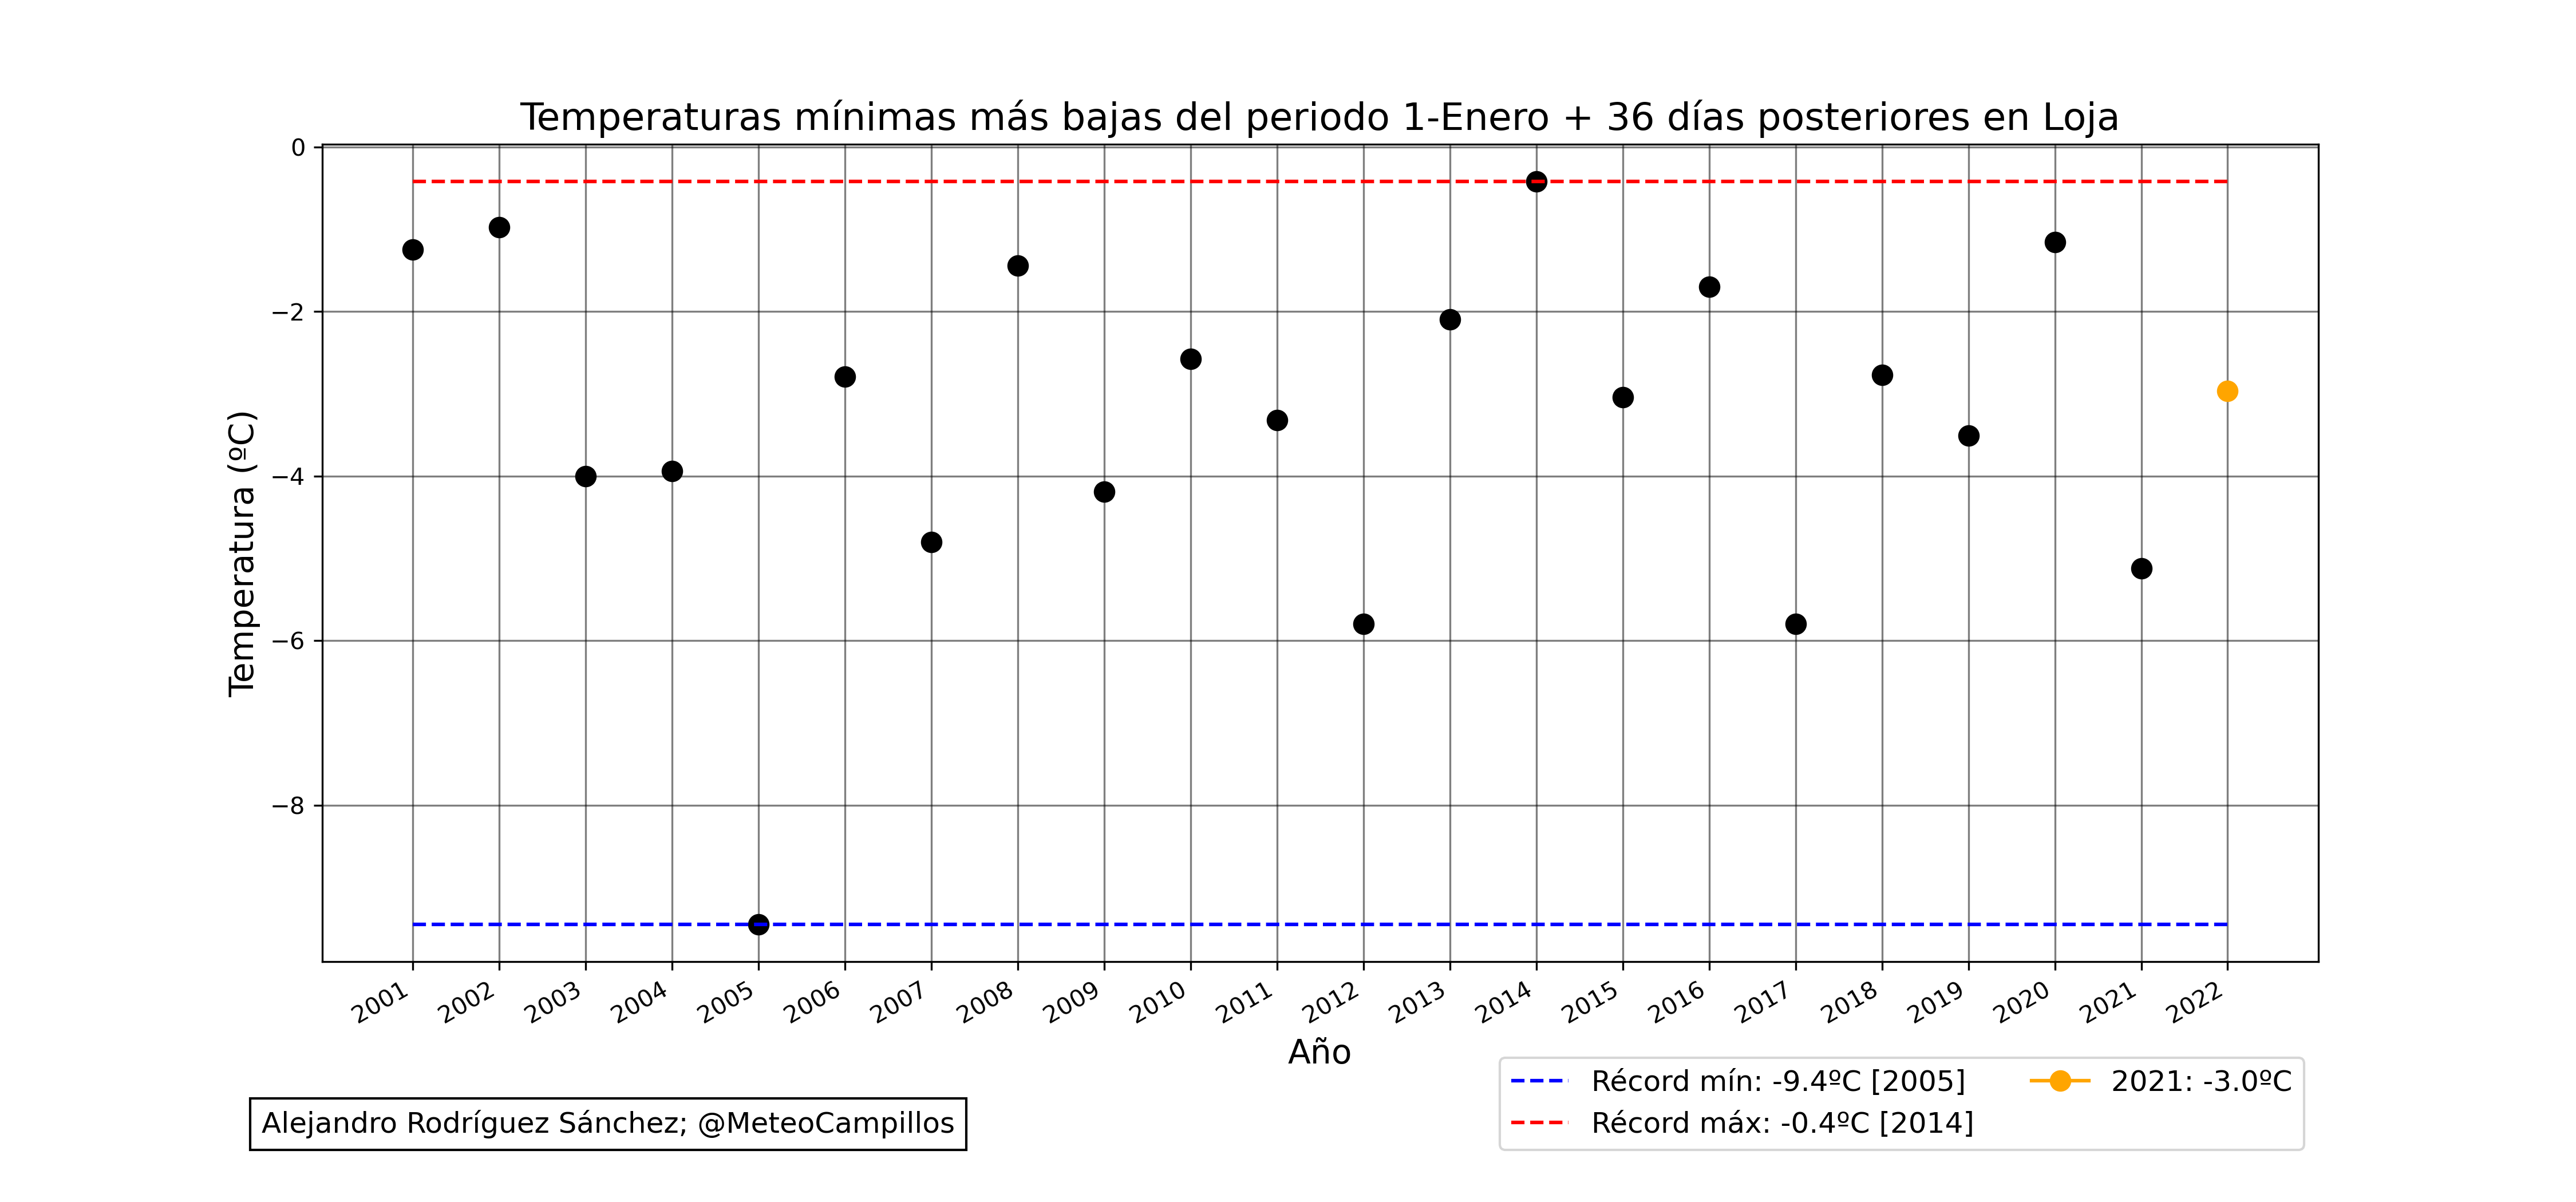 Temperaturas mínimas más bajas del periodo 1-Enero + 36 días posteriores en Loja
Temperatura (ºC)
0
−2
−4
−6
−8
2001 2002 2003 2004 2005 2006 2007 2008 2009 2010 2011 2012 2013 2014 2015 2016 2017 2018 2019 2020 2021 2022
Año
Récord mín: -9.4ºC [2005]
Récord máx: -0.4ºC [2014]
2021: -3.0ºC
Alejandro Rodríguez Sánchez; @MeteoCampillos